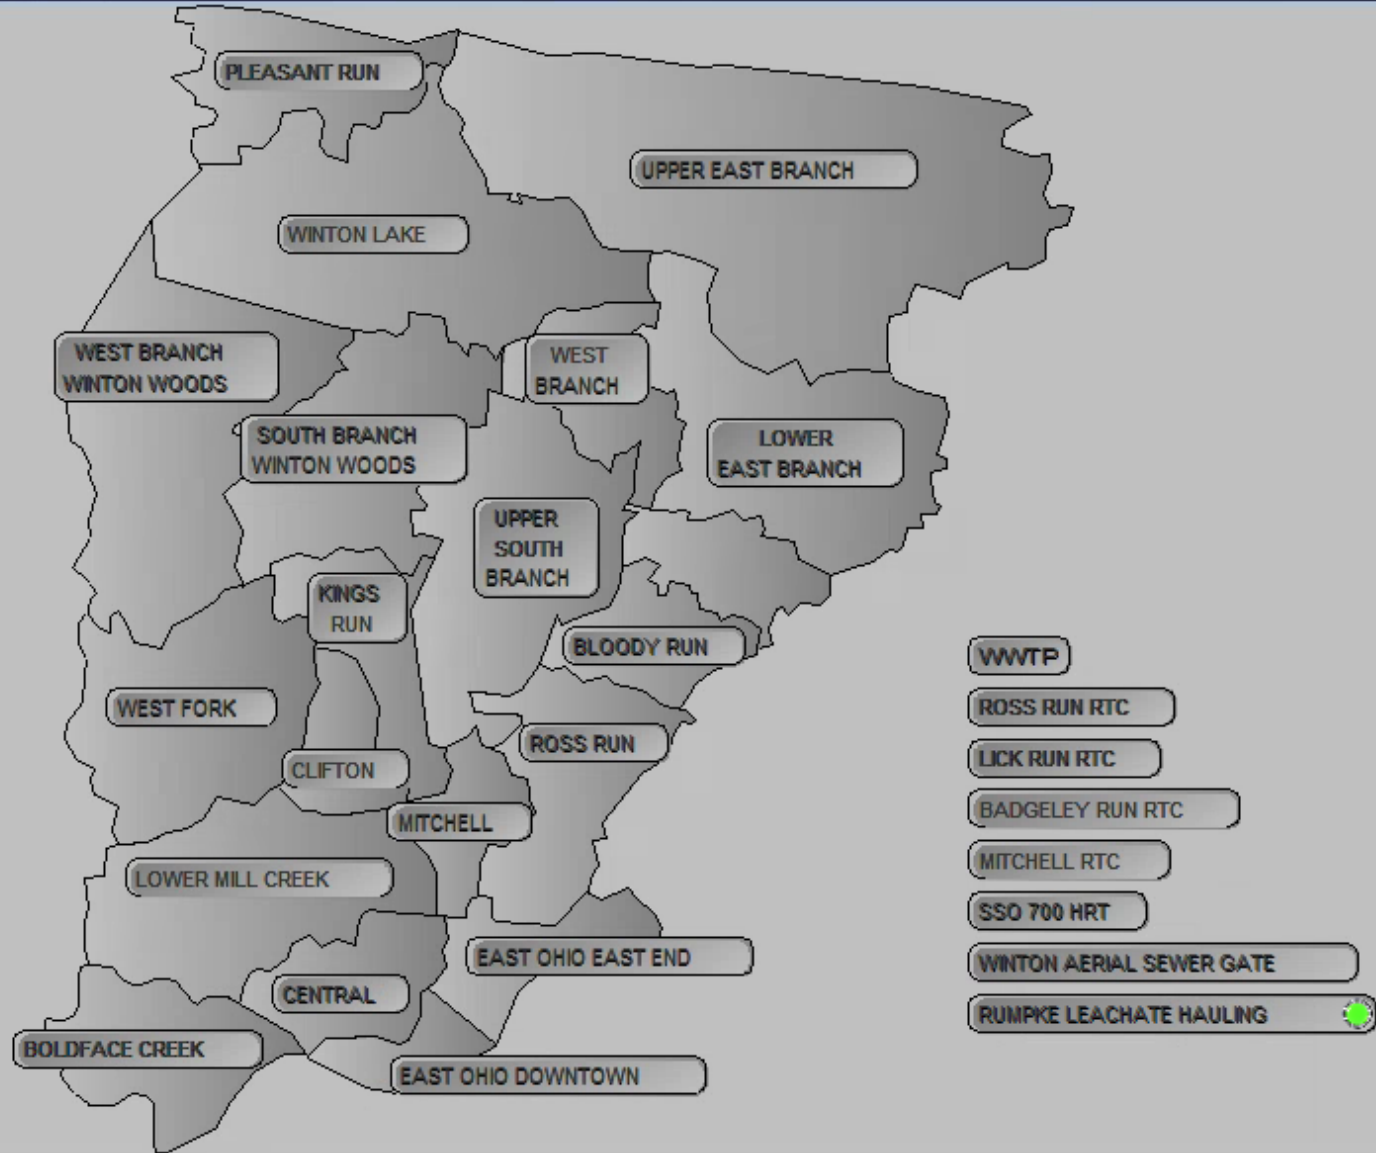 PLEASANT RUN
UPPER EAST BRANCH
WINTON LAKE
WEST BRANCH
WINTON WOODS
WEST
BRANCH
SOUTH BRANCH
WINTON WOODS
LOWER
EAST BRANCH
UPPER
SOUTH
BRANCH
KINGS
RUN
BLOODY RUN
WEST FORK
ROSS RUN
CLIFTON
MITCHELL
LOWER MILL CREEK
EAST OHIO EAST END
CENTRAL
BOLDFACE CREEK
EAST OHIO DOWNTOWN
WWTP
ROSS RUN RTC
LICK RUN RTC
BADGELEY RUN RTC
MITCHELL RTC
SSO 700 HRT
WINTON AERIAL SEWER GATE
RUMPKE LEACHATE HAULING